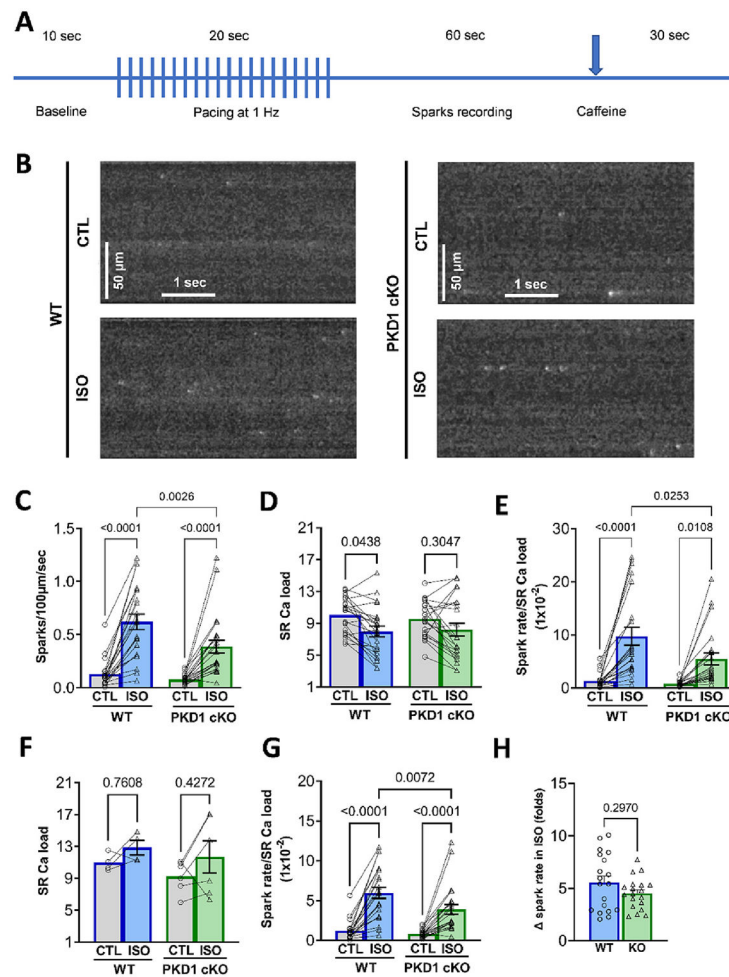 A
10 sec 20 sec 60 sec 30 sec
Baseline Pacing at 1 Hz Sparks recording Caffeine
B
WT
CTL
50 µm
1 sec
ISO
PKD1 cKO
CTL
50 µm
1 sec
ISO
C
Sparks/100µm/sec
0.0026
<0.0001 <0.0001
1.5
1.0
0.5
0.0
CTL ISO CTL ISO
WT PKD1 cKO
D
SR Ca load
0.0438 0.3047
21
19
17
15
13
11
9
7
5
3
1
CTL ISO CTL ISO
WT PKD1 cKO
E
Spark rate/SR Ca load
(1x10⁻²)
0.0253
<0.0001 0.0108
30
20
10
0
CTL ISO CTL ISO
WT PKD1 cKO
F
SR Ca load
0.7608 0.4272
21
17
13
9
5
1
CTL ISO CTL ISO
WT PKD1 cKO
G
Spark rate/SR Ca load
(1x10⁻²)
0.0072
<0.0001 <0.0001
20
15
10
5
0
CTL ISO CTL ISO
WT PKD1 cKO
H
Δ spark rate in ISO (folds)
0.2970
15
10
5
0
WT KO